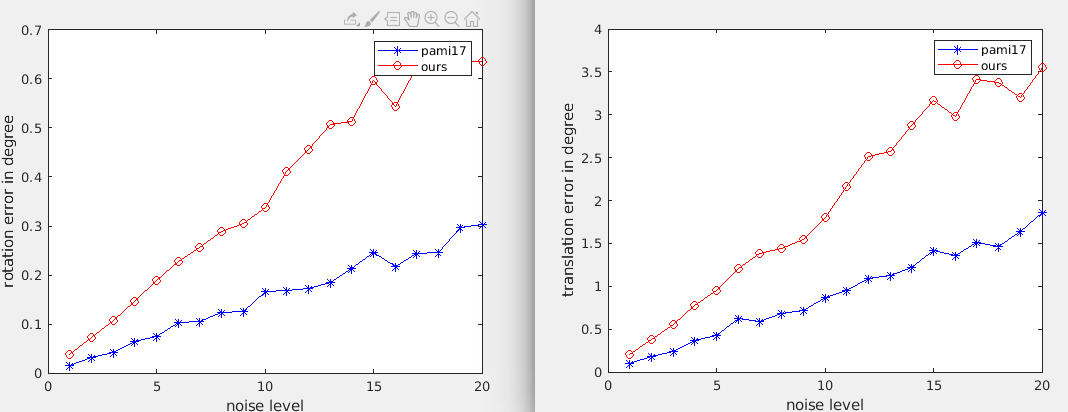 0.7
0.6
0.5
0.4
0.3
0.2
0.1
0
rotation error in degree
pami17
ours
0 5 10 15 20
noise level
4
3.5
3
2.5
2
1.5
1
0.5
0
translation error in degree
pami17
ours
0 5 10 15 20
noise level